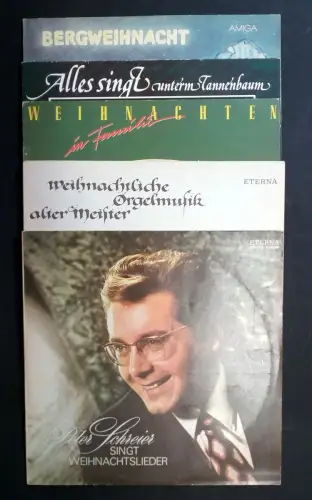 BERGWEIHNACHT
AMIGA
Alles singt unterm Tannenbaum
WEIHNACHTEN
in Familie
Weihnachtliche
Orgelmusik
alter Meister
ETERNA
ETERNA
Peter Schreier
SINGT
WEIHNACHTSLIEDER